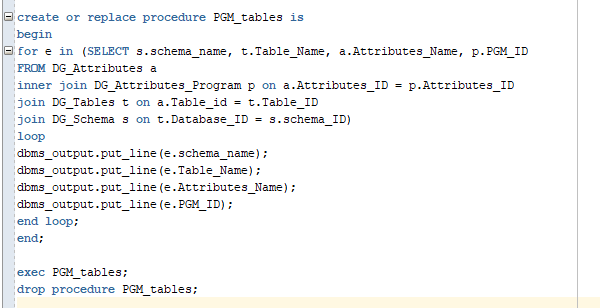 create or replace procedure PGM_tables is
begin
for e in (SELECT s.schema_name, t.Table_Name, a.Attributes_Name, p.PGM_ID
FROM DG_Attributes a
inner join DG_Attributes_Program p on a.Attributes_ID = p.Attributes_ID
join DG_Tables t on a.Table_id = t.Table_ID
join DG_Schema s on t.Database_ID = s.schema_ID)
loop
dbms_output.put_line(e.schema_name);
dbms_output.put_line(e.Table_Name);
dbms_output.put_line(e.Attributes_Name);
dbms_output.put_line(e.PGM_ID);
end loop;
end;
exec PGM_tables;
drop procedure PGM_tables;